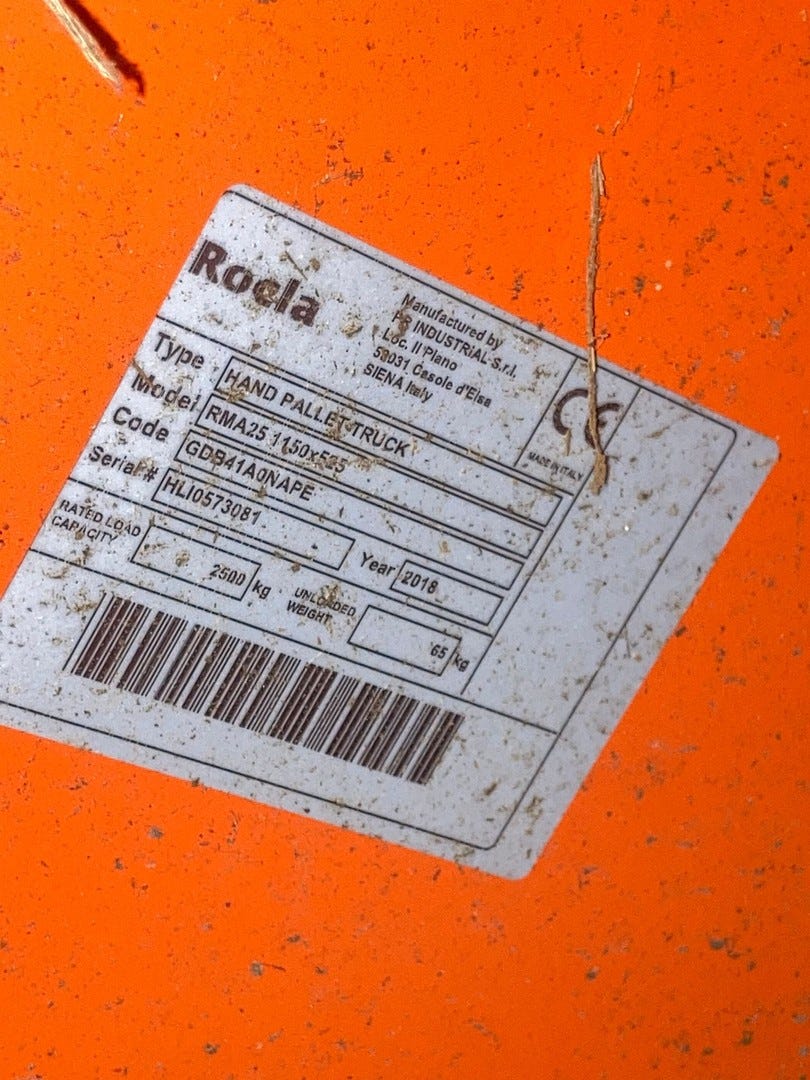 Rocla
Manufactured by
PR INDUSTRIAL S.r.l.
Loc. Il Piano
53031 Casole d'Elsa
SIENA Italy
CE
MADE IN ITALY
Type HAND PALLET TRUCK
Model RMA25 1150x525
Code GDB41A0NAPE
Serial # HLI0573081
Year 2018
RATED LOAD
CAPACITY 2500 kg
UNLOADED
WEIGHT 65 kg